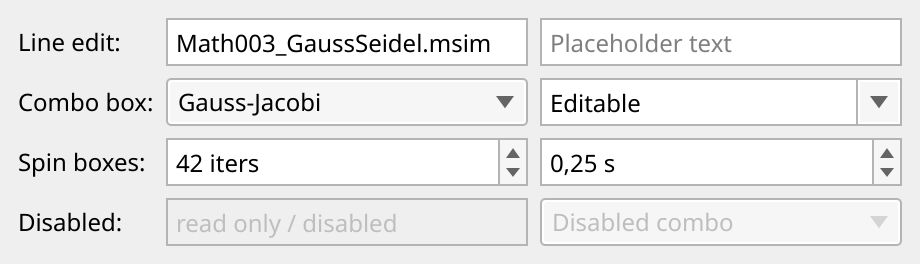 Line edit: Math003_GaussSeidel.msim Placeholder text
Combo box: Gauss-Jacobi Editable
Spin boxes: 42 iters 0,25 s
Disabled: read only / disabled Disabled combo